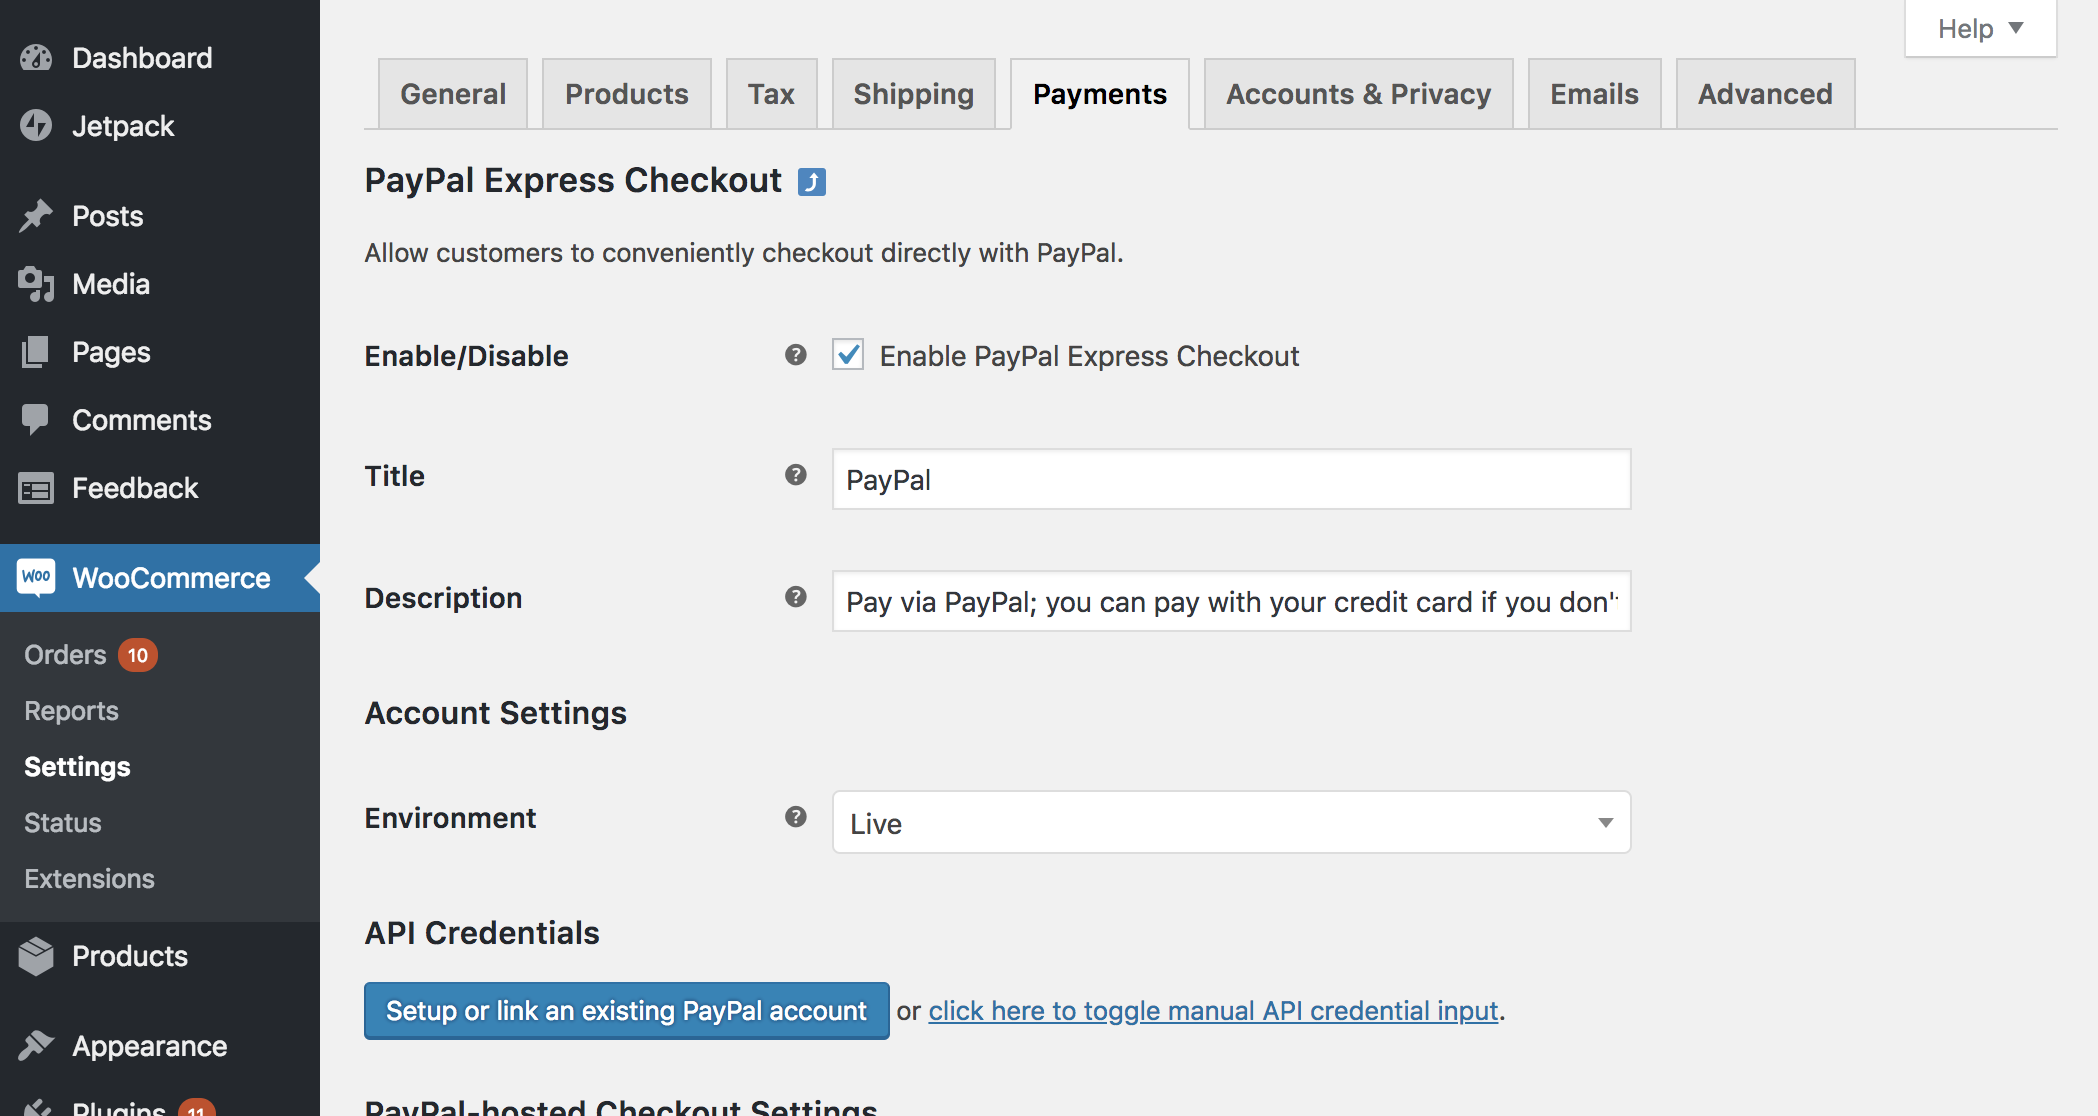 Dashboard
Jetpack
Posts
Media
Pages
Comments
Feedback
Woo WooCommerce
Orders 10
Reports
Settings
Status
Extensions
Products
Appearance
Plugins 11
Help
General Products Tax Shipping Payments Accounts & Privacy Emails Advanced
PayPal Express Checkout
Allow customers to conveniently checkout directly with PayPal.
Enable/Disable ? Enable PayPal Express Checkout
Title ? PayPal
Description ? Pay via PayPal; you can pay with your credit card if you don't
Account Settings
Environment ? Live
API Credentials
Setup or link an existing PayPal account or click here to toggle manual API credential input.
PayPal-hosted Checkout Settings